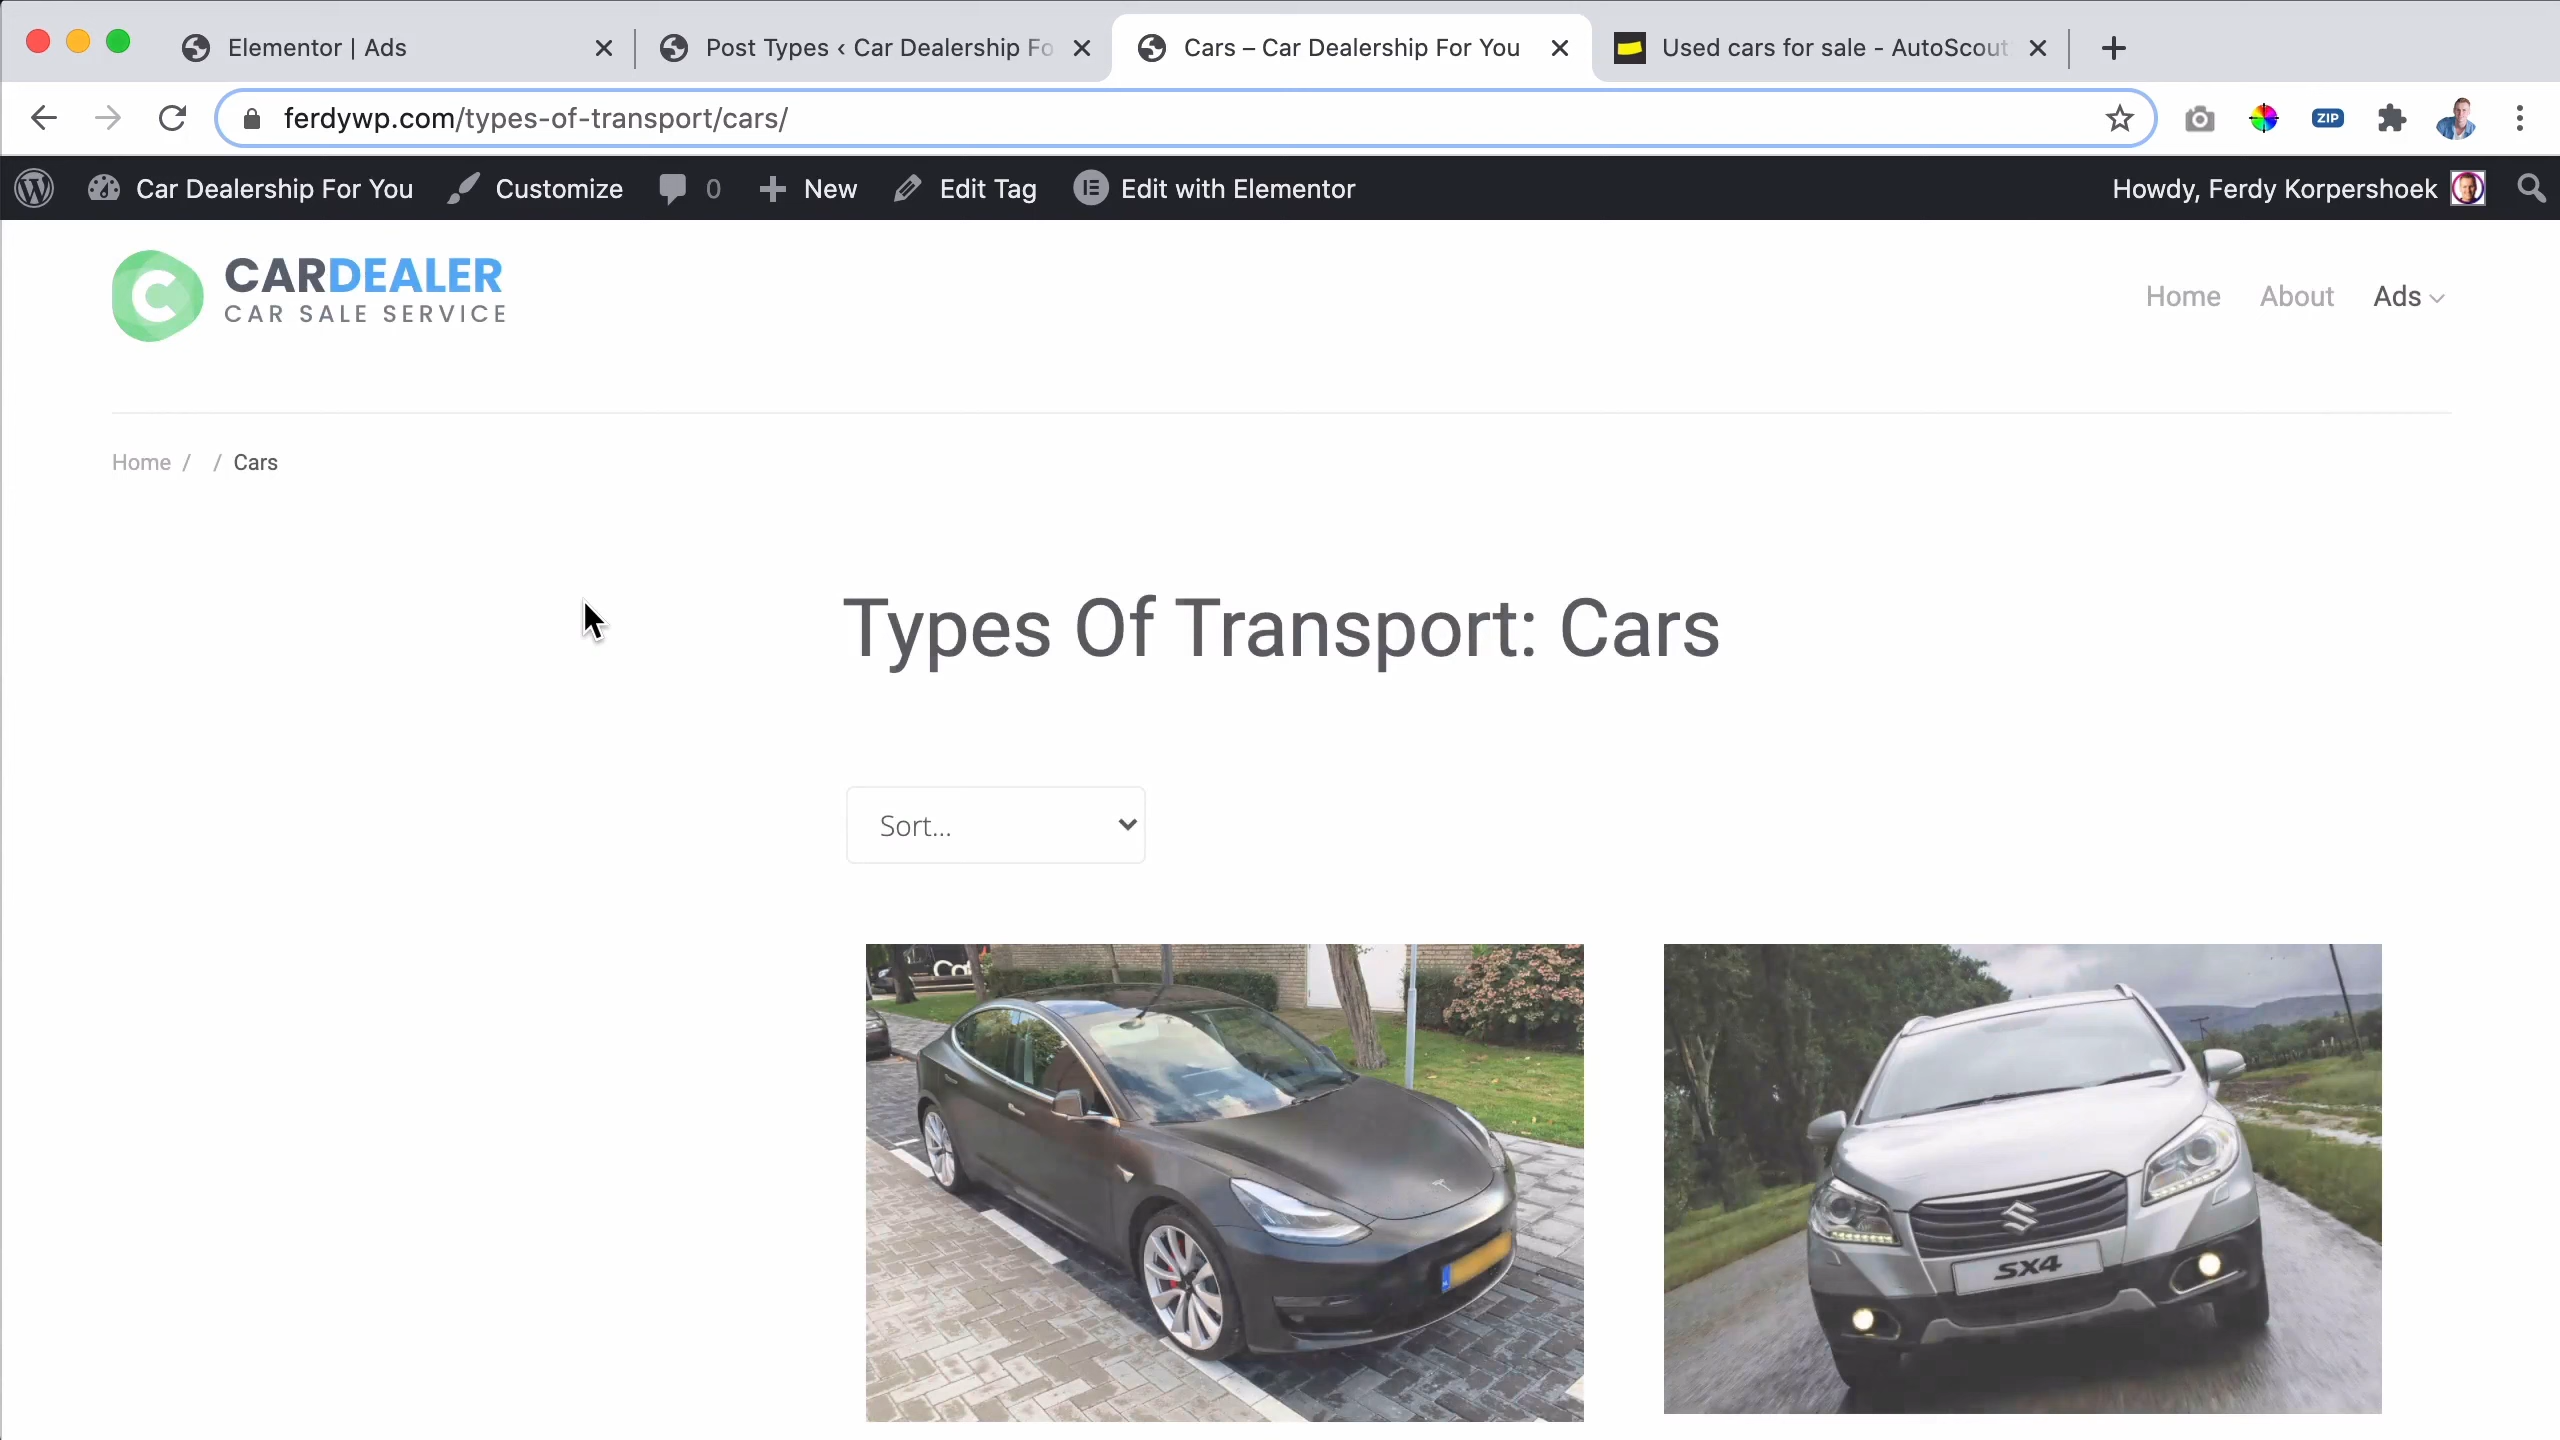 Elementor | Ads
Post Types ‹ Car Dealership Fo
Cars – Car Dealership For You
Used cars for sale - AutoScout
ferdywp.com/types-of-transport/cars/
ZIP
Car Dealership For You
Customize
0
New
Edit Tag
Edit with Elementor
Howdy, Ferdy Korpershoek
C
CARDEALER
CAR SALE SERVICE
Home
About
Ads
Home / / Cars
Types Of Transport: Cars
Sort...
SX4